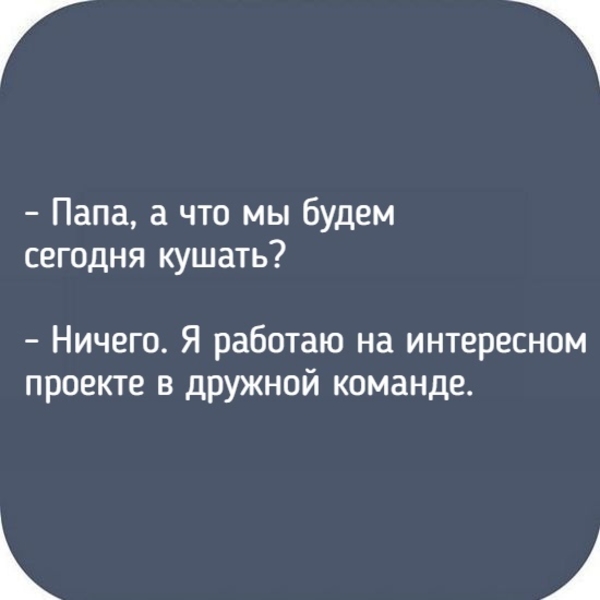 – Папа, а что мы будем
сегодня кушать?
– Ничего. Я работаю на интересном
проекте в дружной команде.